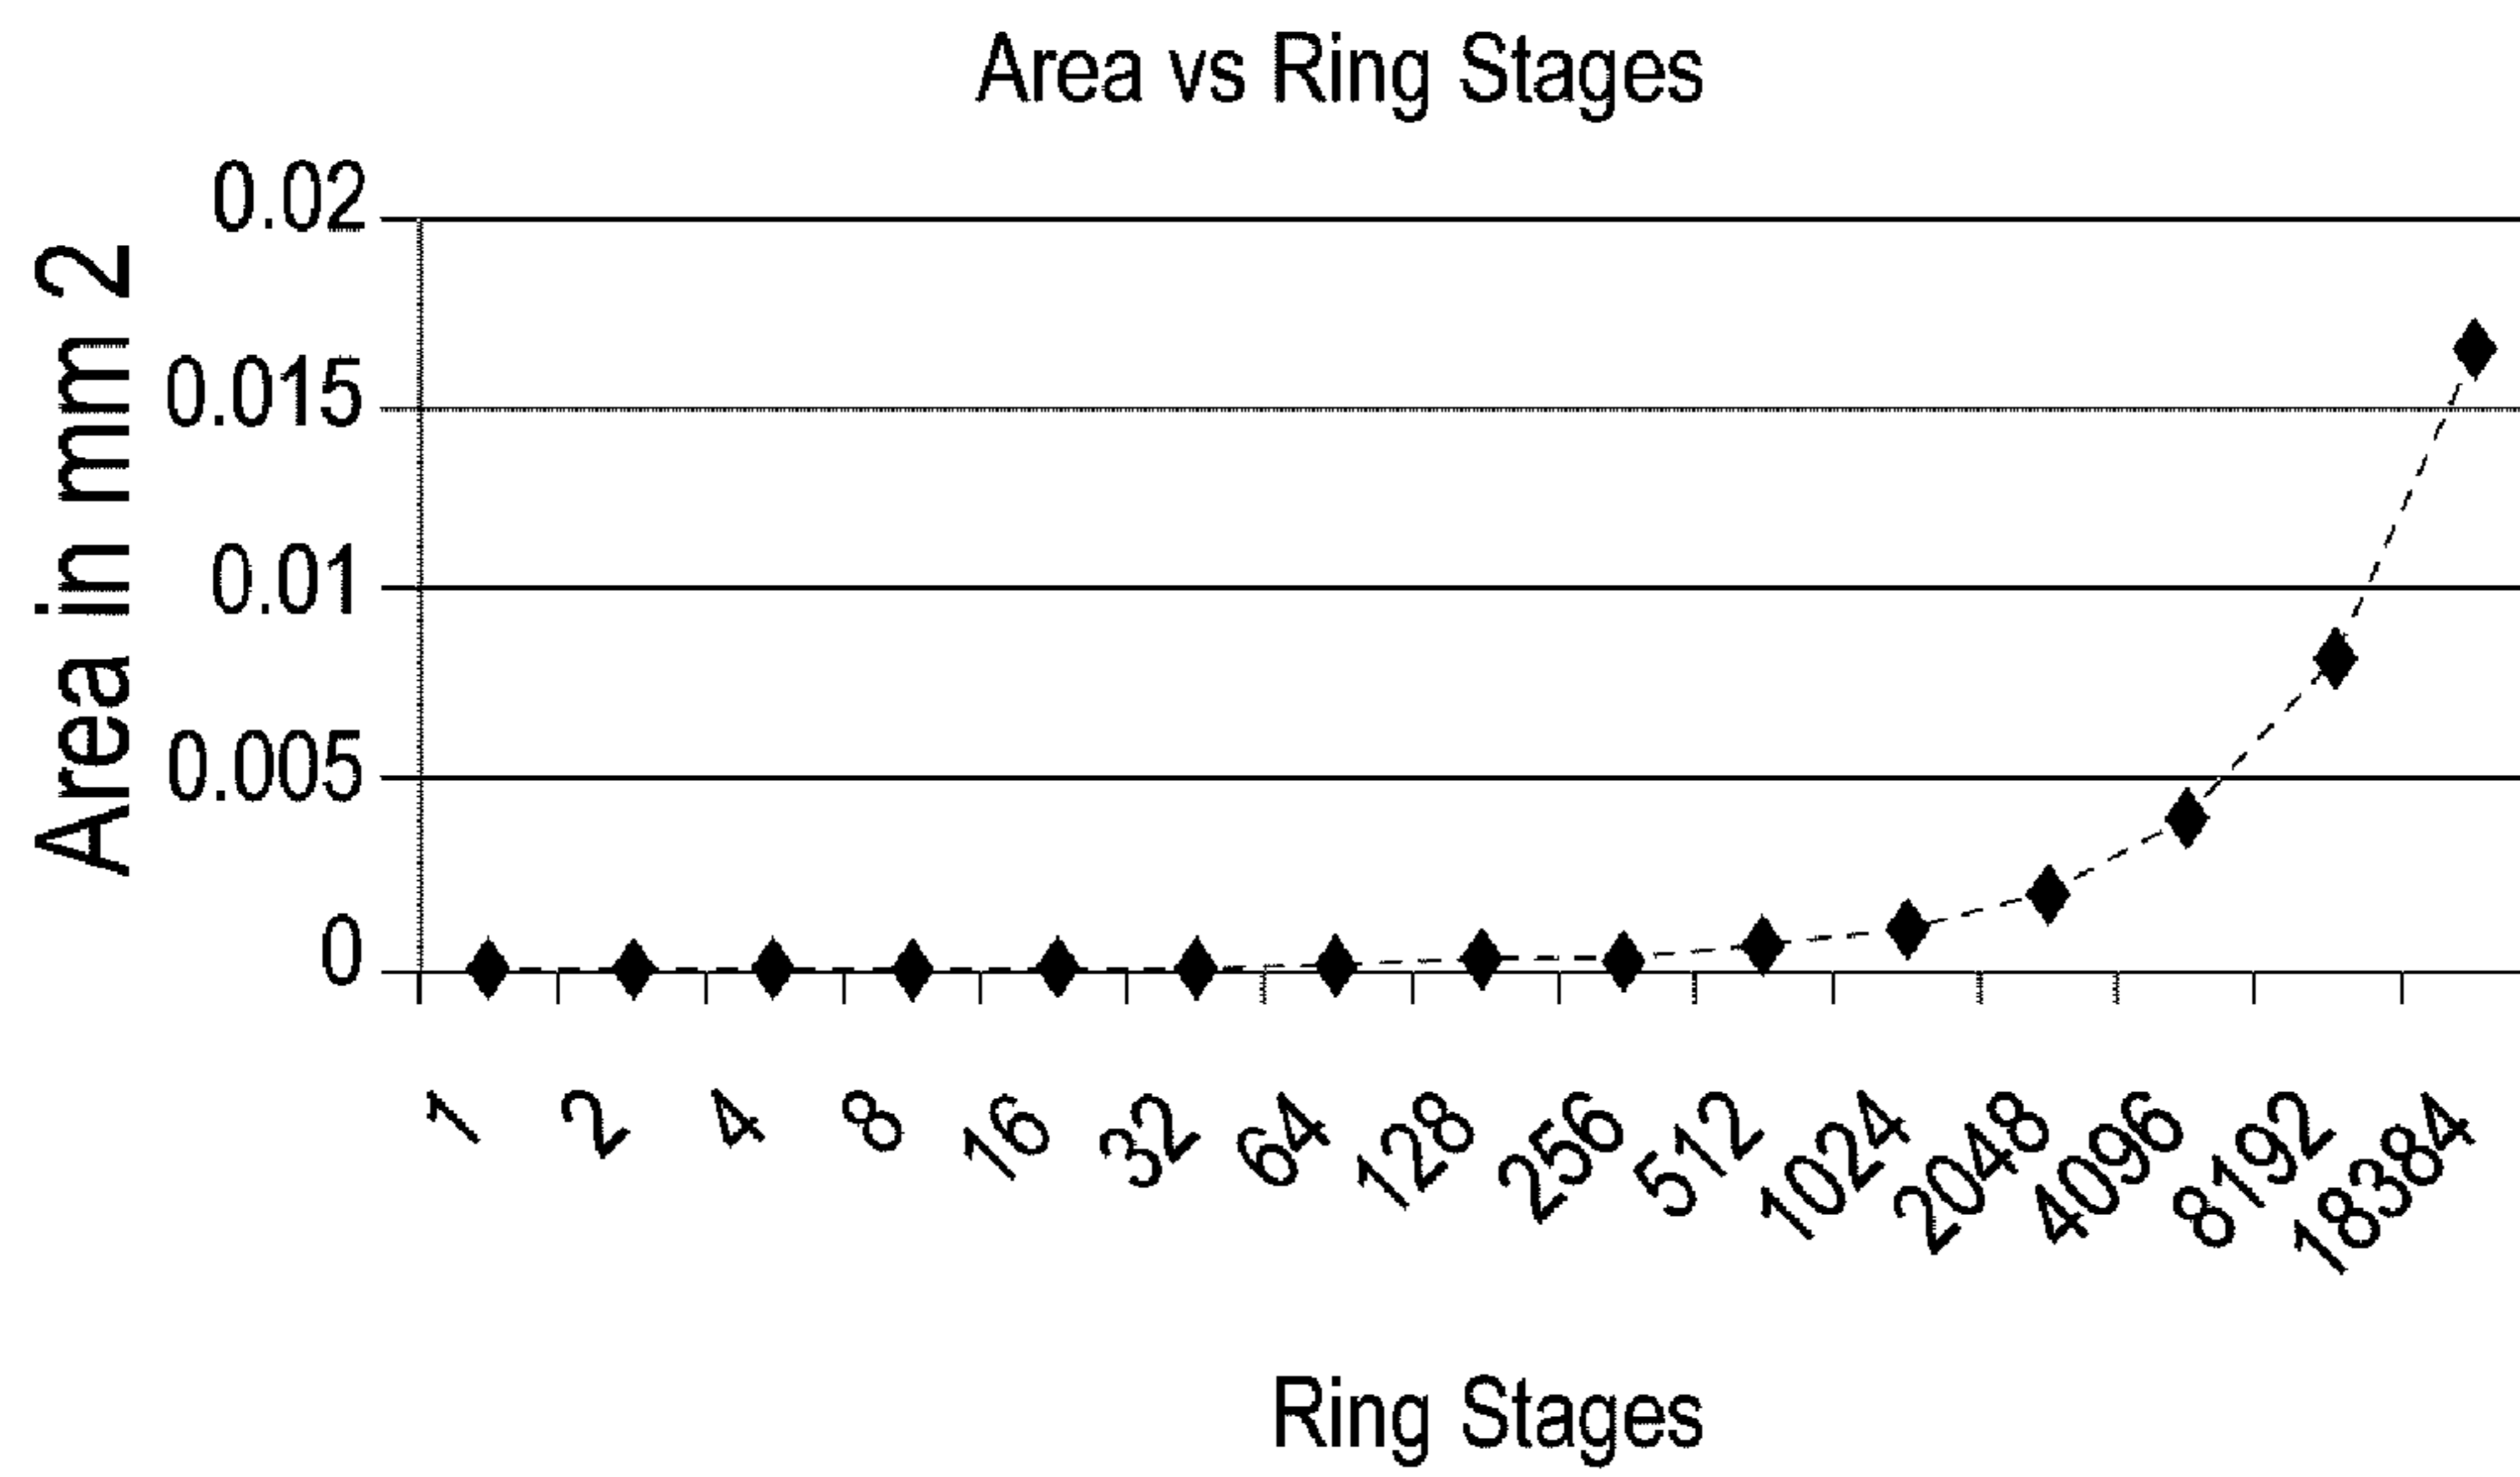 Area vs Ring Stages
Area in mm 2
0.02
0.015
0.01
0.005
0
1 2 4 8 16 32 64 128 256 512 1024 2048 4096 8192 18384
Ring Stages